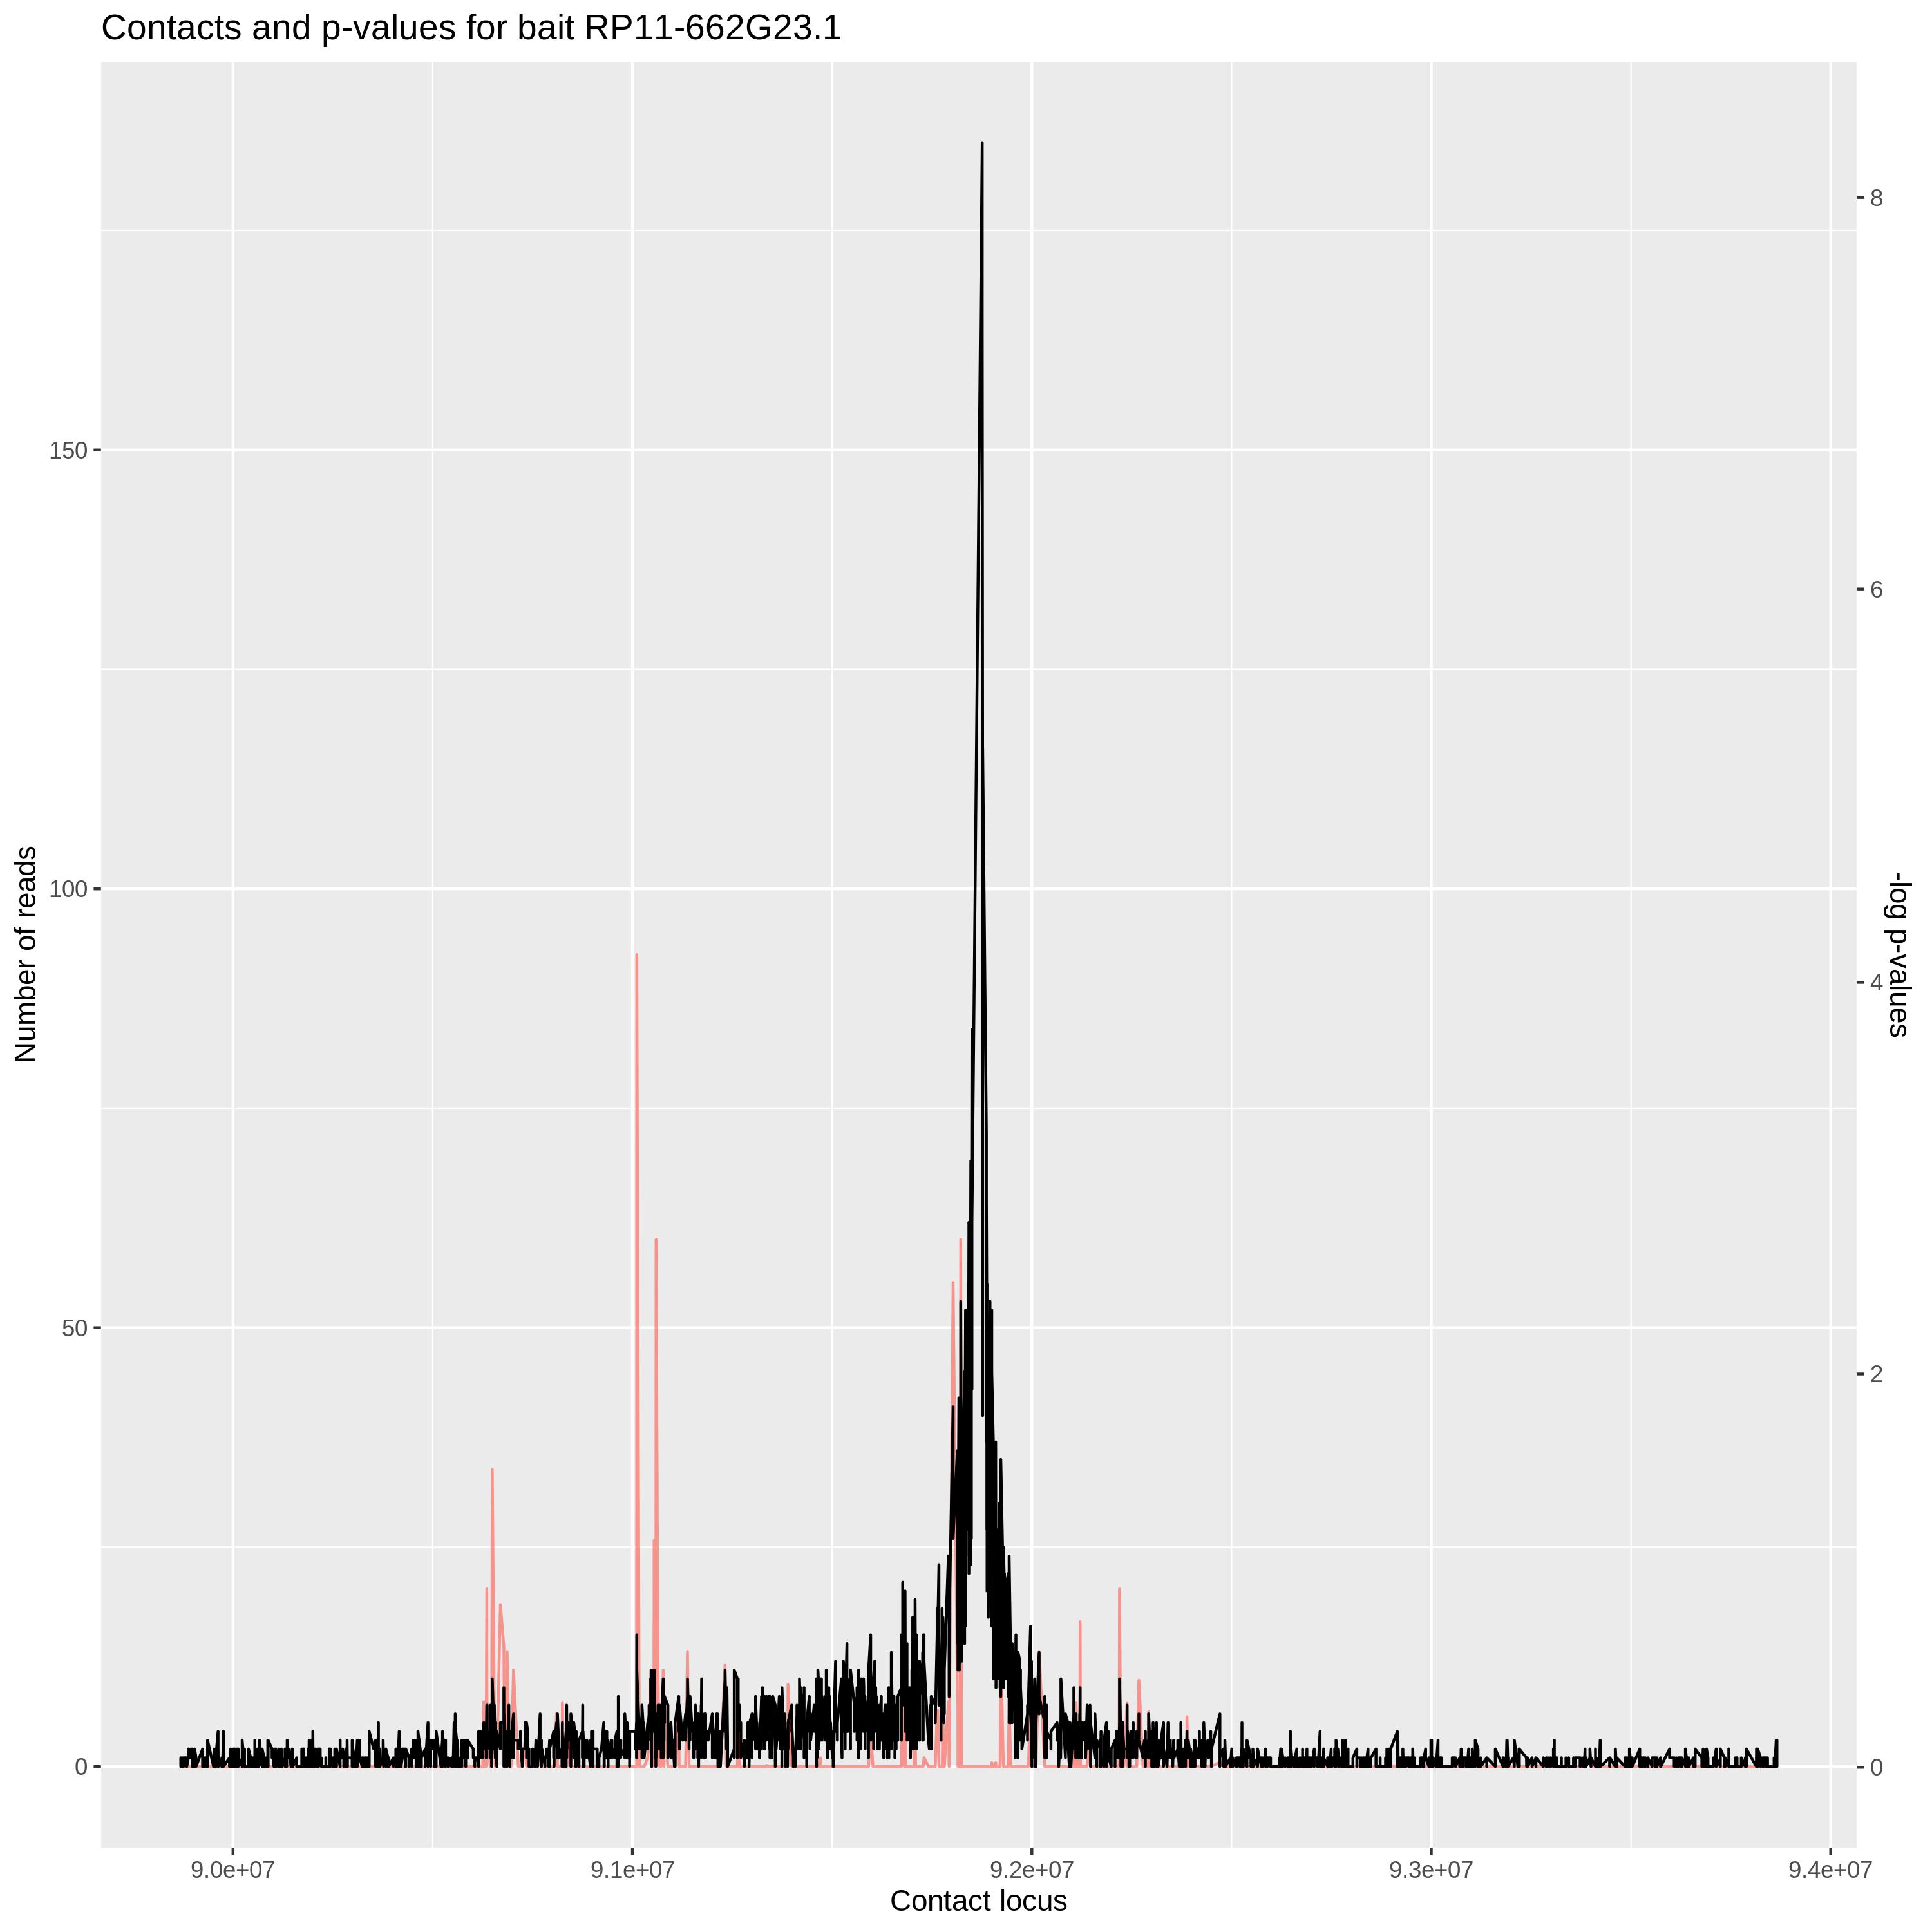 Contacts and p-values for bait RP11-662G23.1
150
100
50
0
Number of reads
8
6
4
2
0
-log p-values
9.0e+07
9.1e+07
9.2e+07
9.3e+07
9.4e+07
Contact locus